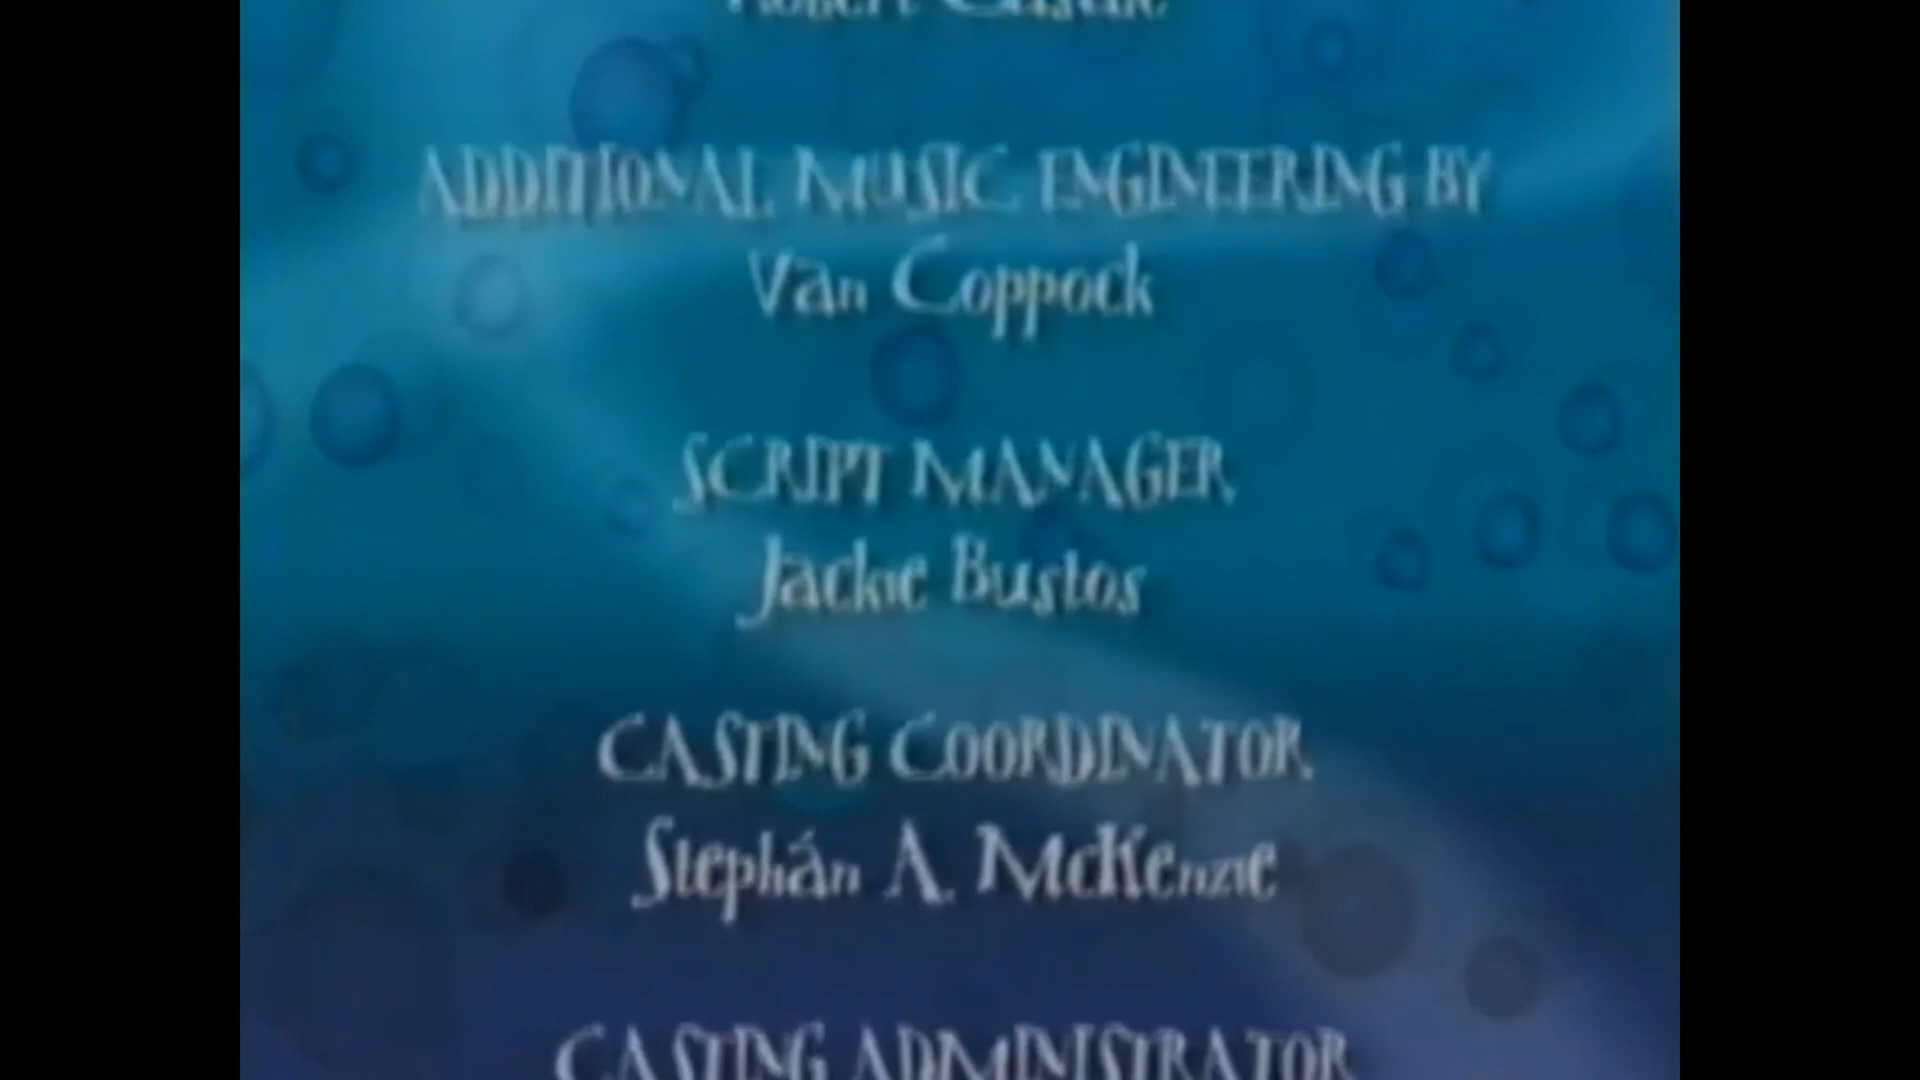 ADDITIONAL MUSIC ENGINEERING BY
Van Coppock
SCRIPT MANAGER
Jackie Bustos
CASTING COORDINATOR
Stephán A. McKenzie
CASTING ADMINISTRATOR